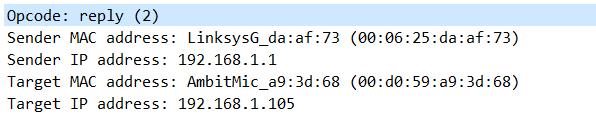 Opcode: reply (2)
Sender MAC address: LinksysG_da:af:73 (00:06:25:da:af:73)
Sender IP address: 192.168.1.1
Target MAC address: AmbitMic_a9:3d:68 (00:d0:59:a9:3d:68)
Target IP address: 192.168.1.105